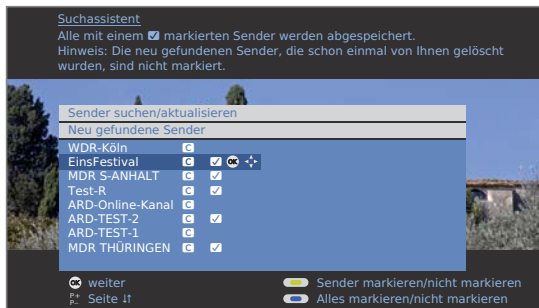 Suchassistent
Alle mit einem ☑ markierten Sender werden abgespeichert.
Hinweis: Die neu gefundenen Sender, die schon einmal von Ihnen gelöscht
wurden, sind nicht markiert.
Sender suchen/aktualisieren
Neu gefundene Sender
WDR-Köln C
EinsFestival C ☑ OK
MDR S-ANHALT C ☑
Test-R C ☑
ARD-Online-Kanal C
ARD-TEST-2 C ☑
ARD-TEST-1 C
MDR THÜRINGEN C ☑
OK weiter Sender markieren/nicht markieren
P+ P- Seite ↓↑ Alles markieren/nicht markieren